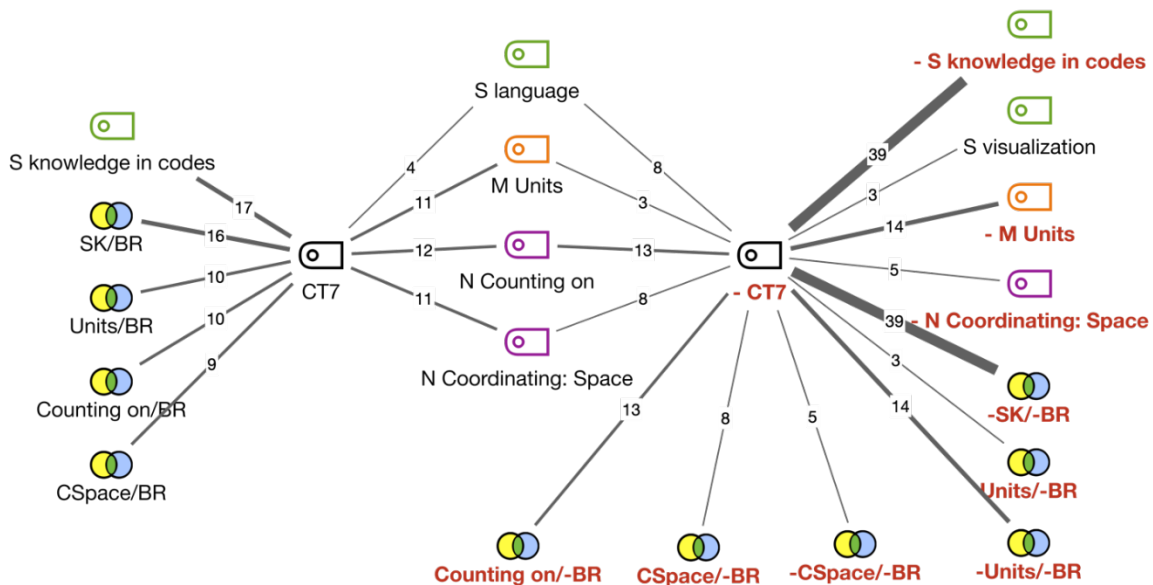 - S knowledge in codes
S language
39
S visualization
S knowledge in codes
4
8
3
M Units
17
11
3
14
- M Units
SK/BR
16
12
N Counting on
13
5
CT7
- CT7
10
11
8
39
- N Coordinating: Space
Units/BR
10
3
9
N Coordinating: Space
-SK/-BR
Counting on/BR
13
8
5
14
CSpace/BR
Units/-BR
Counting on/-BR
CSpace/-BR
-CSpace/-BR
-Units/-BR